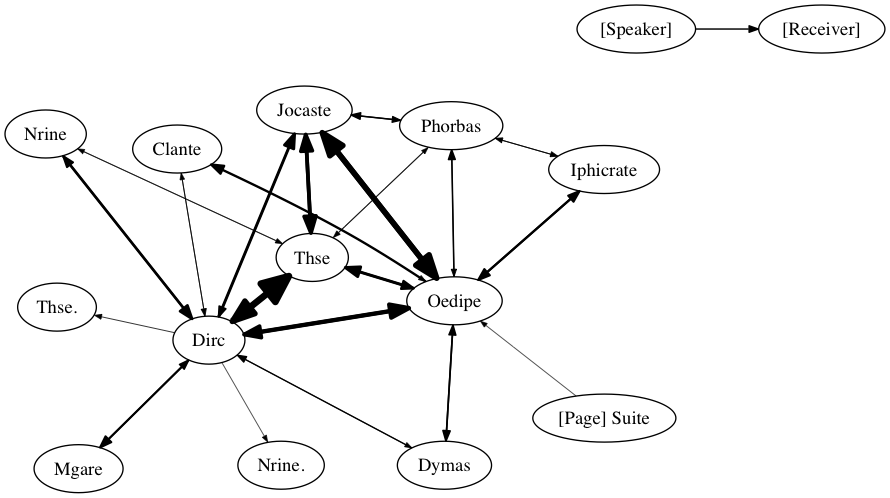 [Speaker] [Receiver]
Jocaste
Phorbas
Nrine
Clante
Iphicrate
Thse
Oedipe
Thse.
Dirc
[Page] Suite
Mgare
Nrine.
Dymas